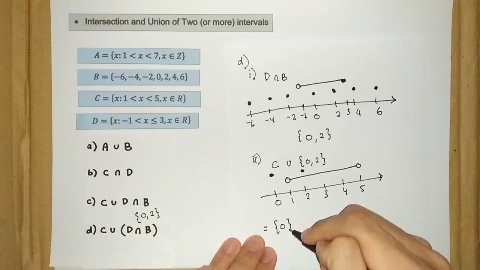 • Intersection and Union of Two (or more) intervals
A = {x: 1 < x < 7, x ∈ Z}
B = {−6, −4, −2, 0, 2, 4, 6}
C = {x: 1 < x < 5, x ∈ R}
D = {x: −1 < x ≤ 3, x ∈ R}
a) A ∪ B
b) C ∩ D
c) C ∪ D ∩ B
{0,2}
d) C ∪ (D ∩ B)
d)
i) D ∩ B
-6 -4 -2 -1 0 2 3 4 6
{0,2}
ii) C ∪ {0,2}
0 1 2 3 4 5
= {0}